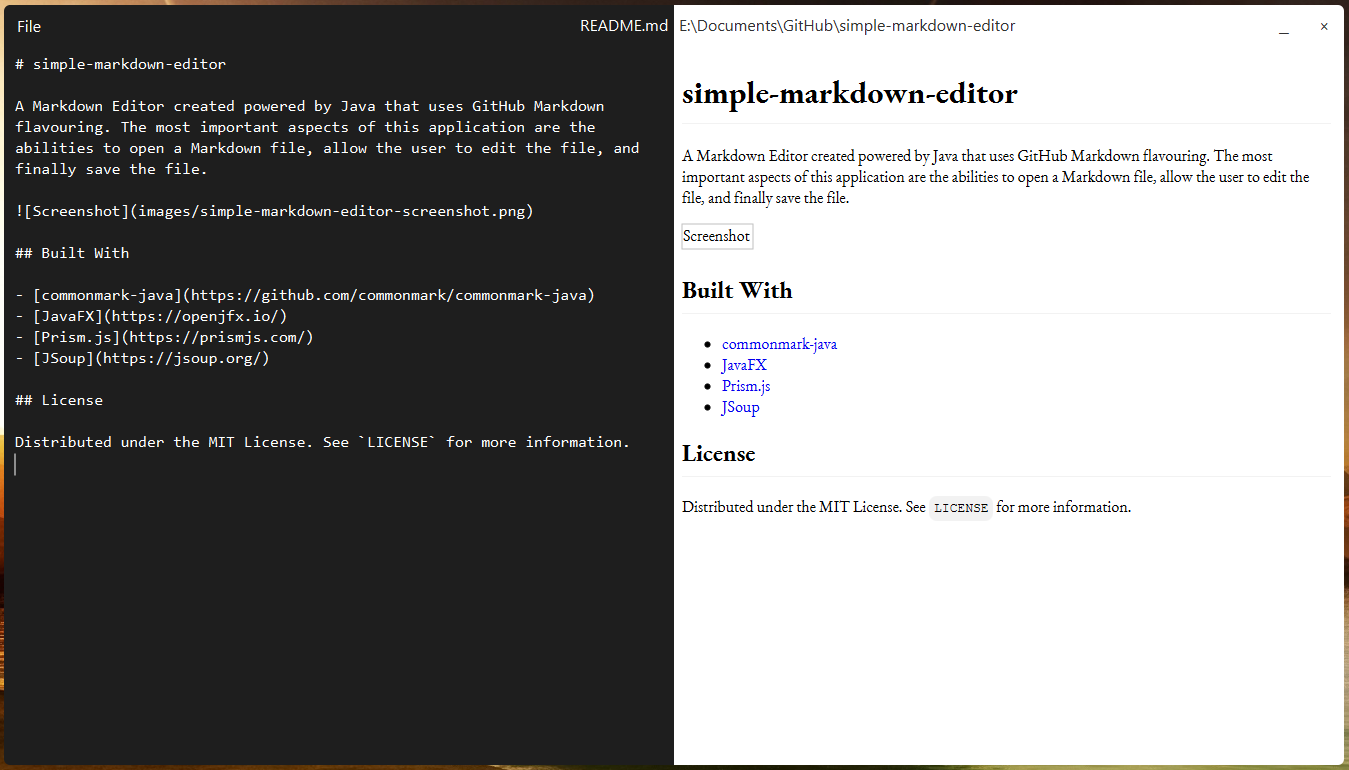 File
README.md
E:\Documents\GitHub\simple-markdown-editor
# simple-markdown-editor
A Markdown Editor created powered by Java that uses GitHub Markdown
flavouring. The most important aspects of this application are the
abilities to open a Markdown file, allow the user to edit the file, and
finally save the file.
![Screenshot](images/simple-markdown-editor-screenshot.png)
## Built With
- [commonmark-java](https://github.com/commonmark/commonmark-java)
- [JavaFX](https://openjfx.io/)
- [Prism.js](https://prismjs.com/)
- [JSoup](https://jsoup.org/)
## License
Distributed under the MIT License. See `LICENSE` for more information.
simple-markdown-editor
A Markdown Editor created powered by Java that uses GitHub Markdown flavouring. The most
important aspects of this application are the abilities to open a Markdown file, allow the user to edit the
file, and finally save the file.
Screenshot
Built With
• commonmark-java
• JavaFX
• Prism.js
• JSoup
License
Distributed under the MIT License. See LICENSE for more information.